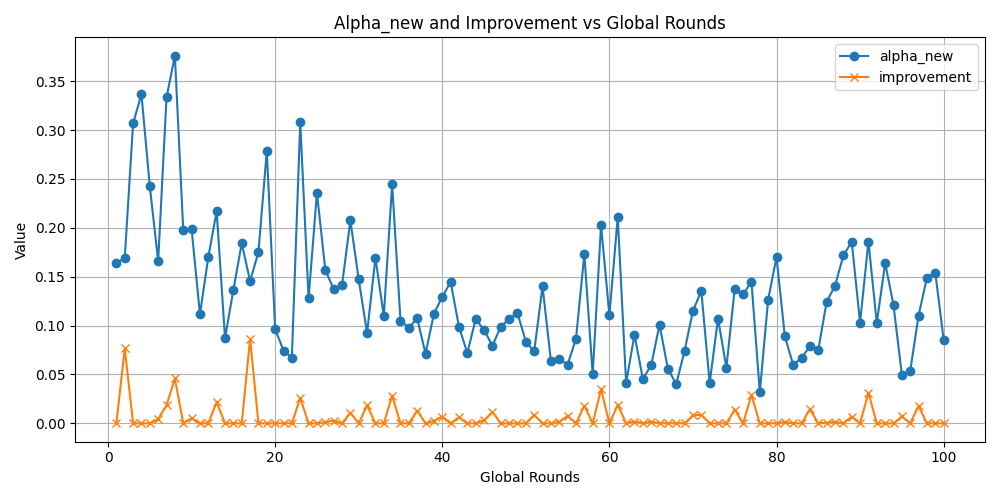 Alpha_new and Improvement vs Global Rounds
alpha_new
improvement
Value
0.35
0.30
0.25
0.20
0.15
0.10
0.05
0.00
0 20 40 60 80 100
Global Rounds